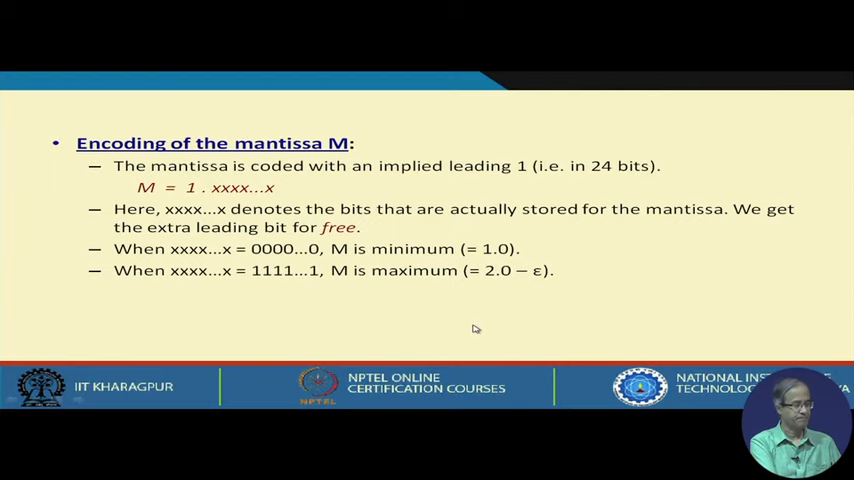 • Encoding of the mantissa M:
– The mantissa is coded with an implied leading 1 (i.e. in 24 bits).
M = 1 . xxxx...x
– Here, xxxx...x denotes the bits that are actually stored for the mantissa. We get
the extra leading bit for free.
– When xxxx...x = 0000...0, M is minimum (= 1.0).
– When xxxx...x = 1111...1, M is maximum (= 2.0 – ε).
IIT KHARAGPUR
NPTEL
NPTEL ONLINE
CERTIFICATION COURSES
NATIONAL